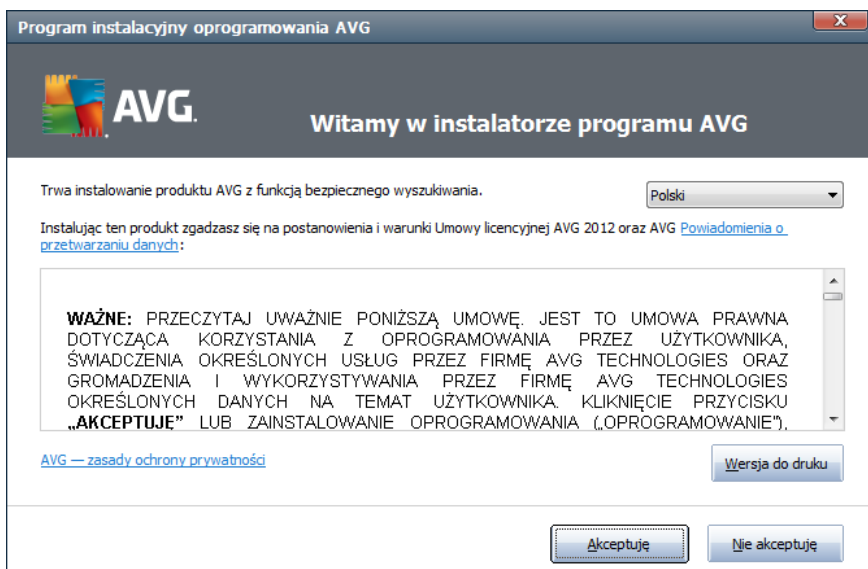 Program instalacyjny oprogramowania AVG
AVG.
Witamy w instalatorze programu AVG
Trwa instalowanie produktu AVG z funkcją bezpiecznego wyszukiwania.
Polski
Instalując ten produkt zgadzasz się na postanowienia i warunki Umowy licencyjnej AVG 2012 oraz AVG Powiadomienia o
przetwarzaniu danych:
WAŻNE: PRZECZYTAJ UWAŻNIE PONIŻSZĄ UMOWĘ. JEST TO UMOWA PRAWNA
DOTYCZĄCA KORZYSTANIA Z OPROGRAMOWANIA PRZEZ UŻYTKOWNIKA,
ŚWIADCZENIA OKREŚLONYCH USŁUG PRZEZ FIRMĘ AVG TECHNOLOGIES ORAZ
GROMADZENIA I WYKORZYSTYWANIA PRZEZ FIRMĘ AVG TECHNOLOGIES
OKREŚLONYCH DANYCH NA TEMAT UŻYTKOWNIKA. KLIKNIĘCIE PRZYCISKU
„AKCEPTUJĘ” LUB ZAINSTALOWANIE OPROGRAMOWANIA („OPROGRAMOWANIE”),
AVG — zasady ochrony prywatności
Wersja do druku
Akceptuję
Nie akceptuję